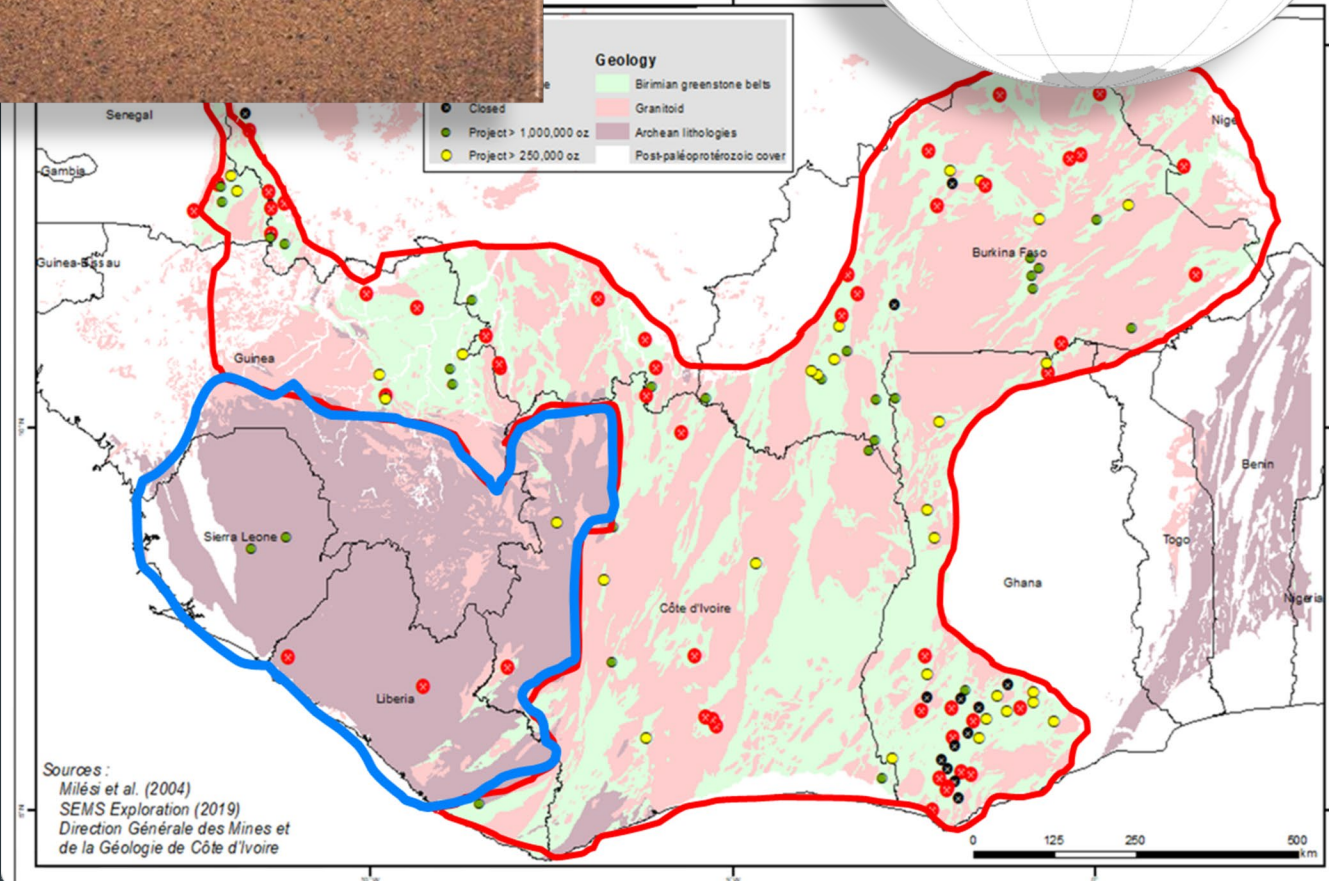 Geology
Birimian greenstone belts
Closed
Granitoid
Project > 1,000,000 oz
Archean lithologies
Project > 250,000 oz
Post-paléoprotérozoic cover
Senegal
Gambia
Guinea-Bissau
Guinea
Burkina Faso
Sierra Leone
Liberia
Côte d'Ivoire
Ghana
Togo
Benin
Nigeria
Sources :
Milési et al. (2004)
SEMS Exploration (2019)
Direction Générale des Mines et
de la Géologie de Côte d'Ivoire
0 125 250 500
km